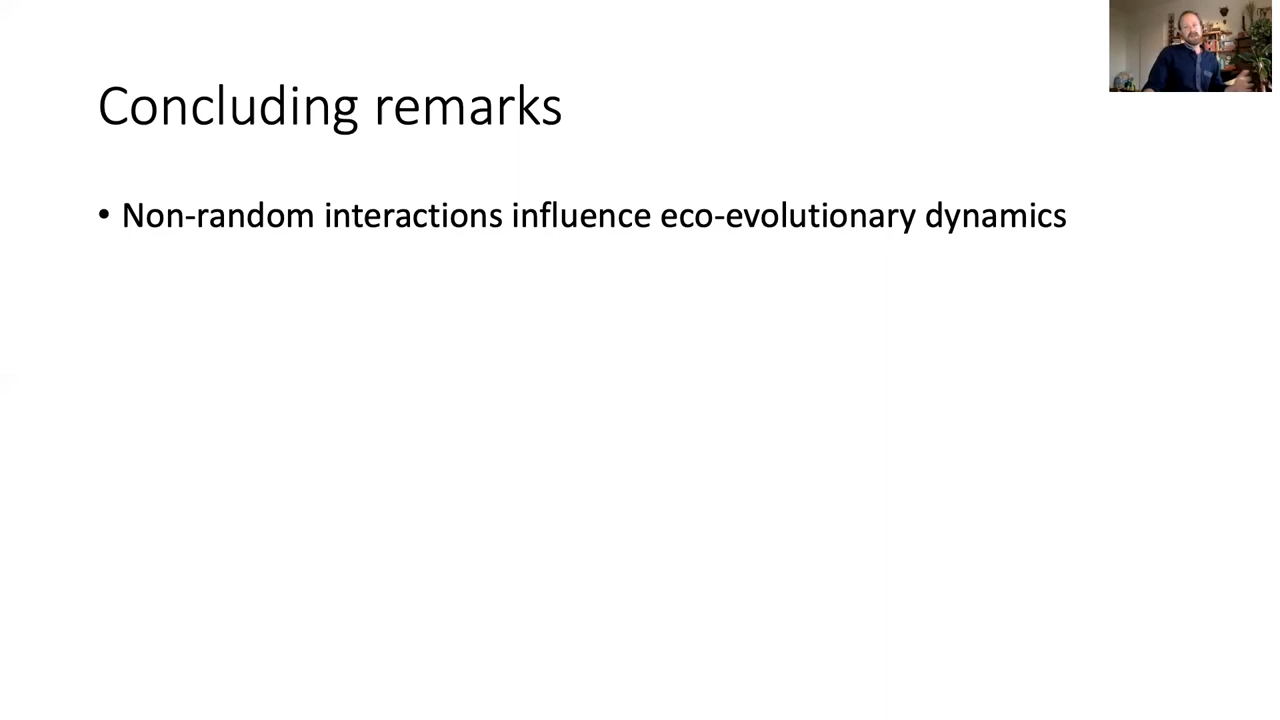 Concluding remarks
• Non-random interactions influence eco-evolutionary dynamics